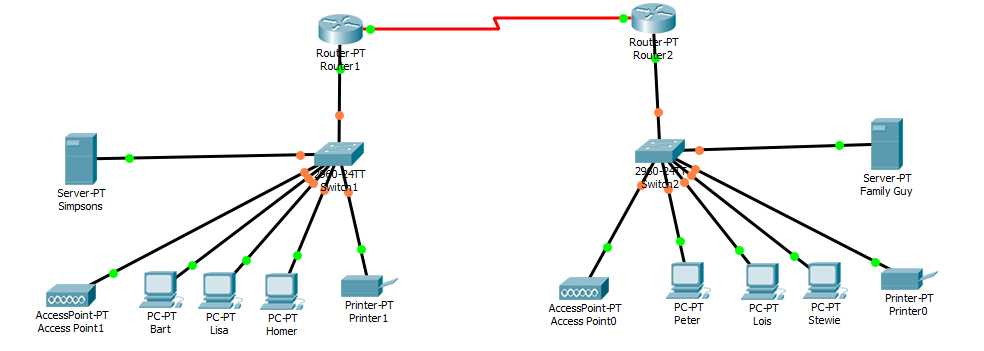 Router-PT
Router1
Router-PT
Router2
Server-PT
Simpsons
2960-24TT
Switch1
2960-24TT
Switch2
Server-PT
Family Guy
AccessPoint-PT
Access Point1
PC-PT
Bart
PC-PT
Lisa
PC-PT
Homer
Printer-PT
Printer1
AccessPoint-PT
Access Point0
PC-PT
Peter
PC-PT
Lois
PC-PT
Stewie
Printer-PT
Printer0